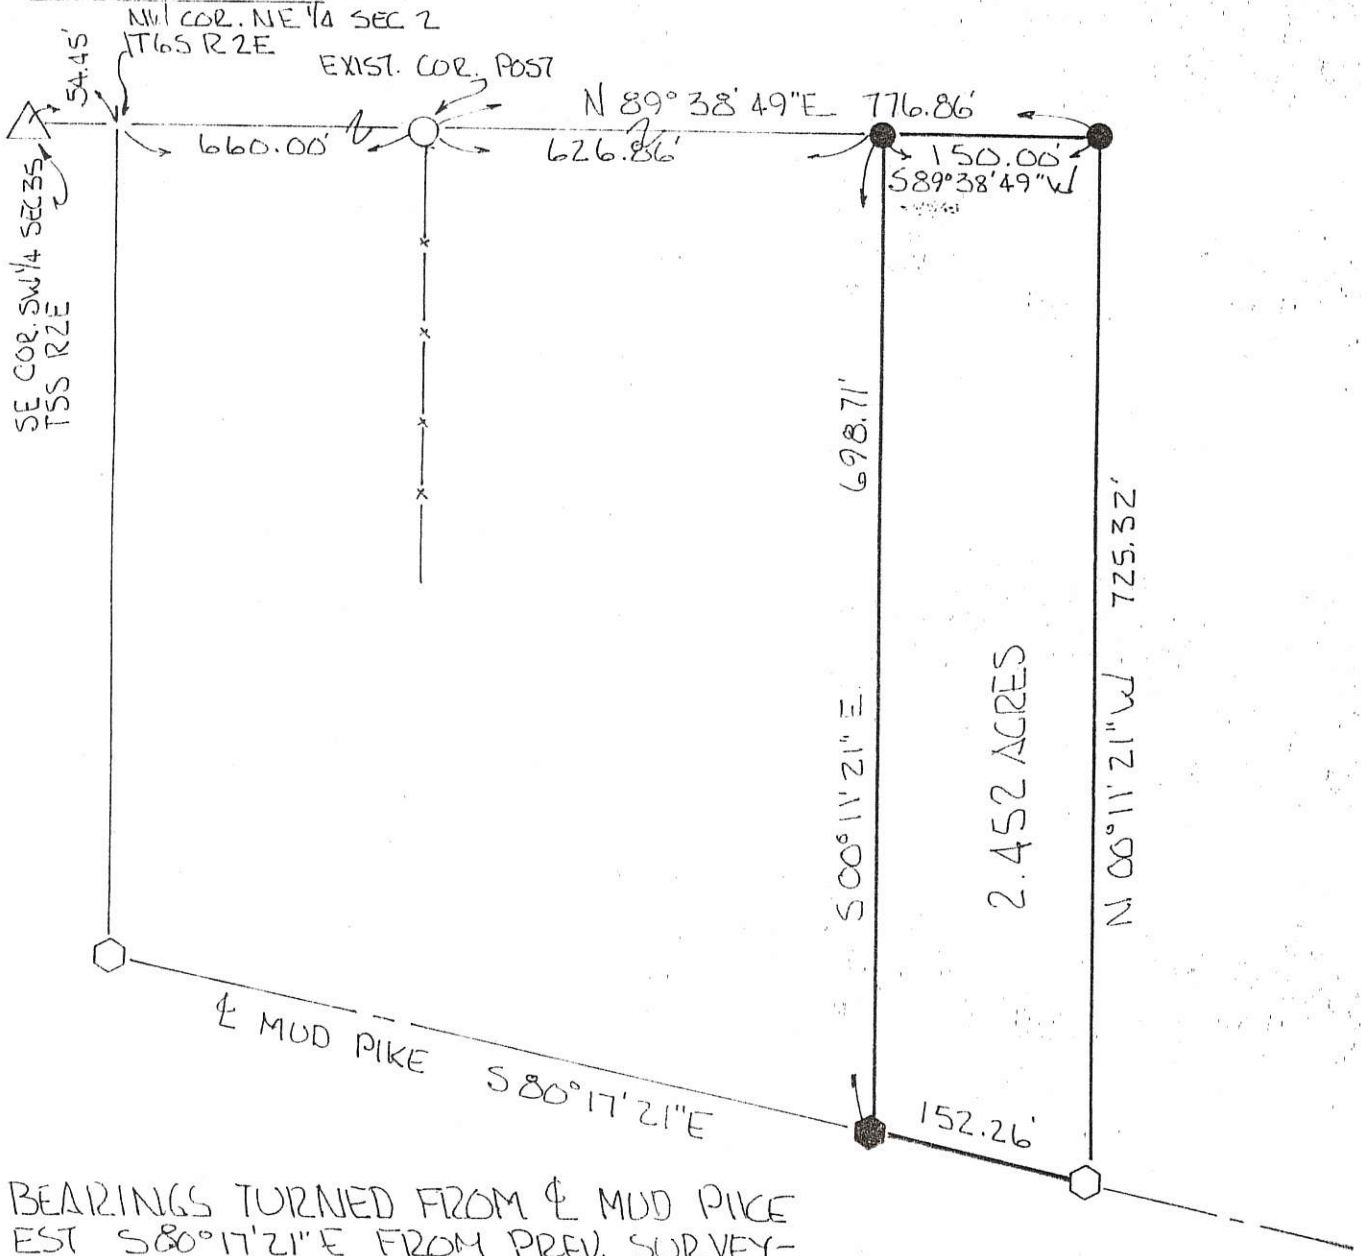 NW COR. NE 1/4 SEC 2
T6S R2E
54.45'
EXIST. COR. POST
N 89° 38' 49" E 776.86'
660.00'
626.86'
150.00'
S 89° 38' 49" W
SE COR. SW 1/4 SEC 35
T5S R2E
698.71'
S 00° 11' 21" E
2.452 ACRES
N 00° 11' 21" W 725.32'
℄ MUD PIKE S 80° 17' 21" E
152.26'
BEARINGS TURNED FROM ℄ MUD PIKE
EST S 80° 17' 21" E FROM PREV. SURVEY-